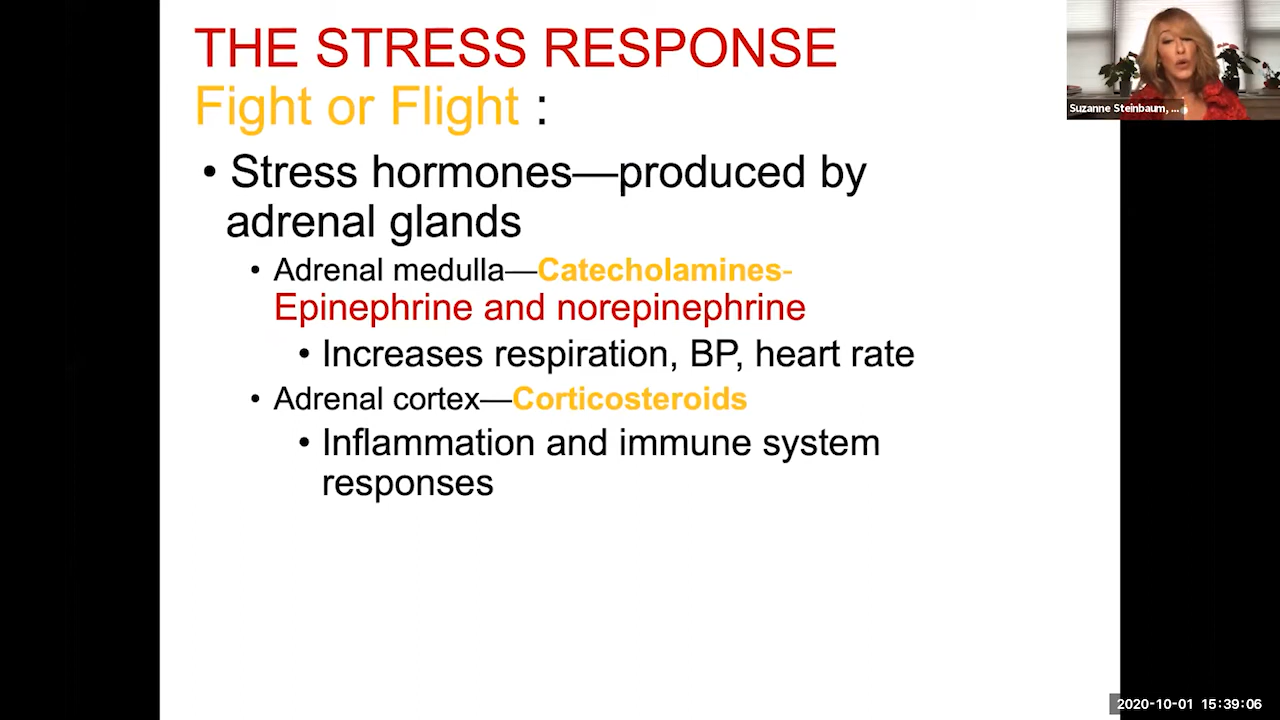 THE STRESS RESPONSE
Fight or Flight :
• Stress hormones—produced by
adrenal glands
• Adrenal medulla—Catecholamines-
Epinephrine and norepinephrine
• Increases respiration, BP, heart rate
• Adrenal cortex—Corticosteroids
• Inflammation and immune system
responses
Suzanne Steinbaum, ...
2020-10-01 15:39:06